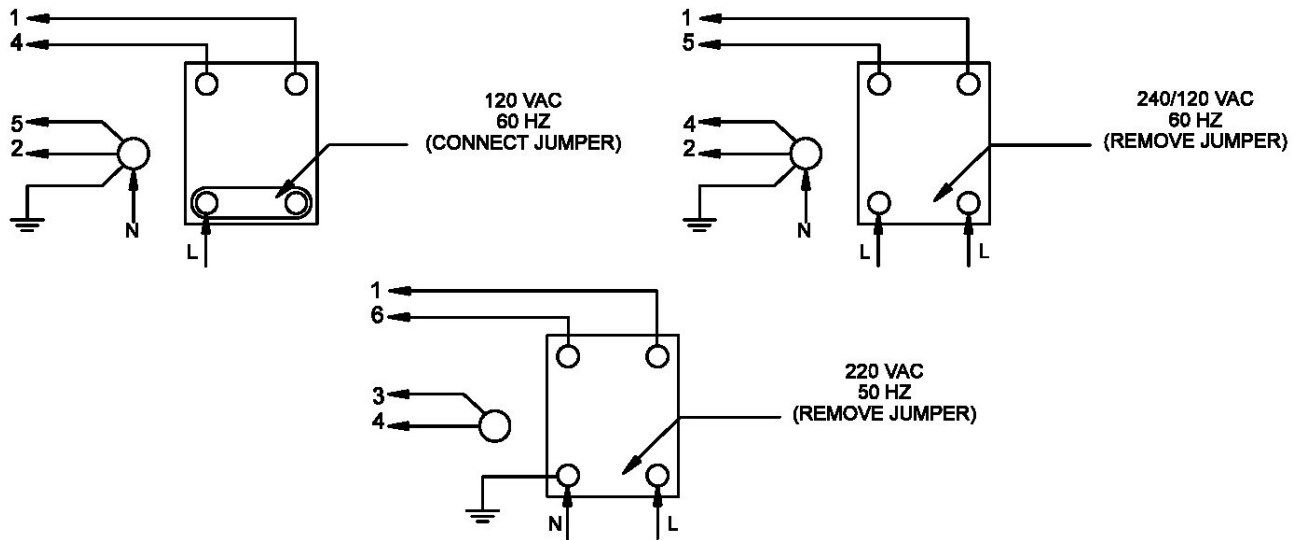 1
4
5
2
N
L
120 VAC
60 HZ
(CONNECT JUMPER)
1
5
4
2
N
L L
240/120 VAC
60 HZ
(REMOVE JUMPER)
1
6
3
4
N L
220 VAC
50 HZ
(REMOVE JUMPER)